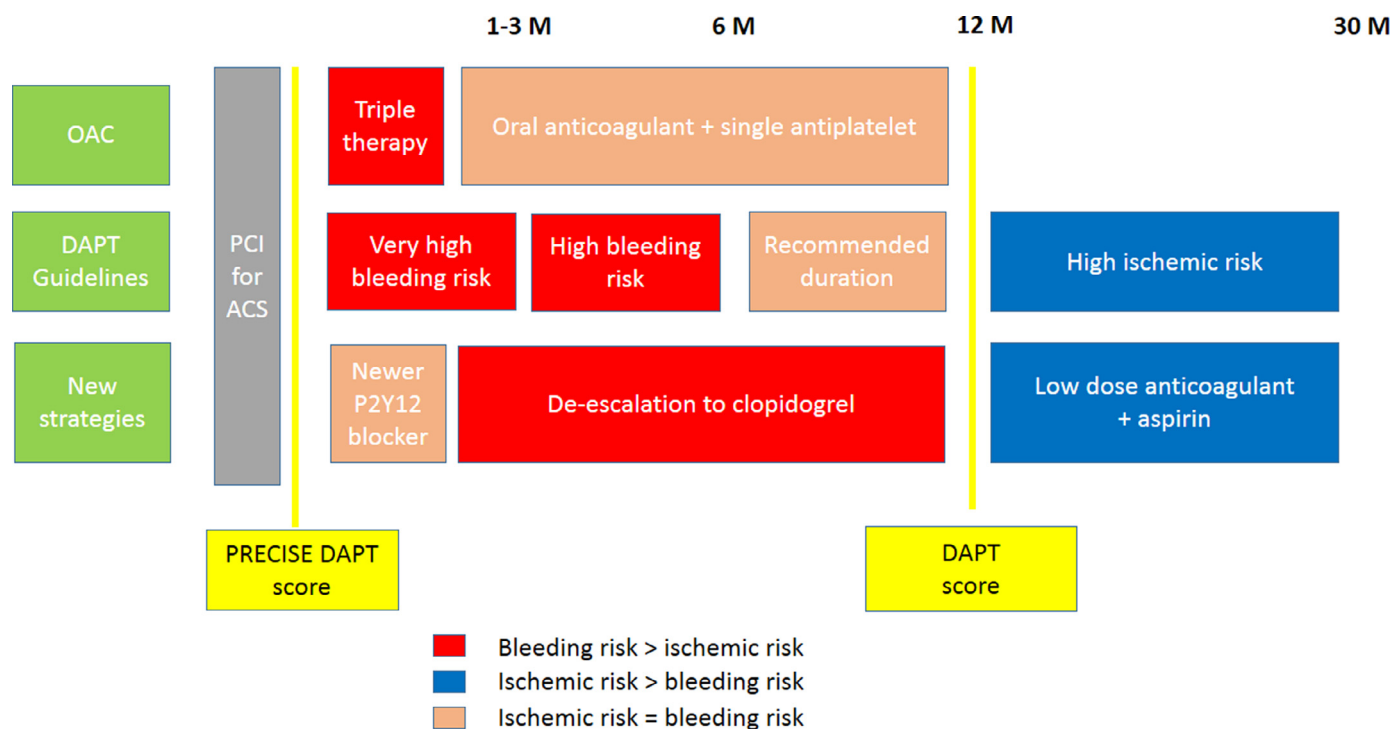 1-3 M
6 M
12 M
30 M
OAC
PCI
for
ACS
Triple
therapy
Oral anticoagulant + single antiplatelet
DAPT
Guidelines
Very high
bleeding risk
High bleeding
risk
Recommended
duration
High ischemic risk
New
strategies
Newer
P2Y12
blocker
De-escalation to clopidogrel
Low dose anticoagulant
+ aspirin
PRECISE DAPT
score
DAPT
score
Bleeding risk > ischemic risk
Ischemic risk > bleeding risk
Ischemic risk = bleeding risk